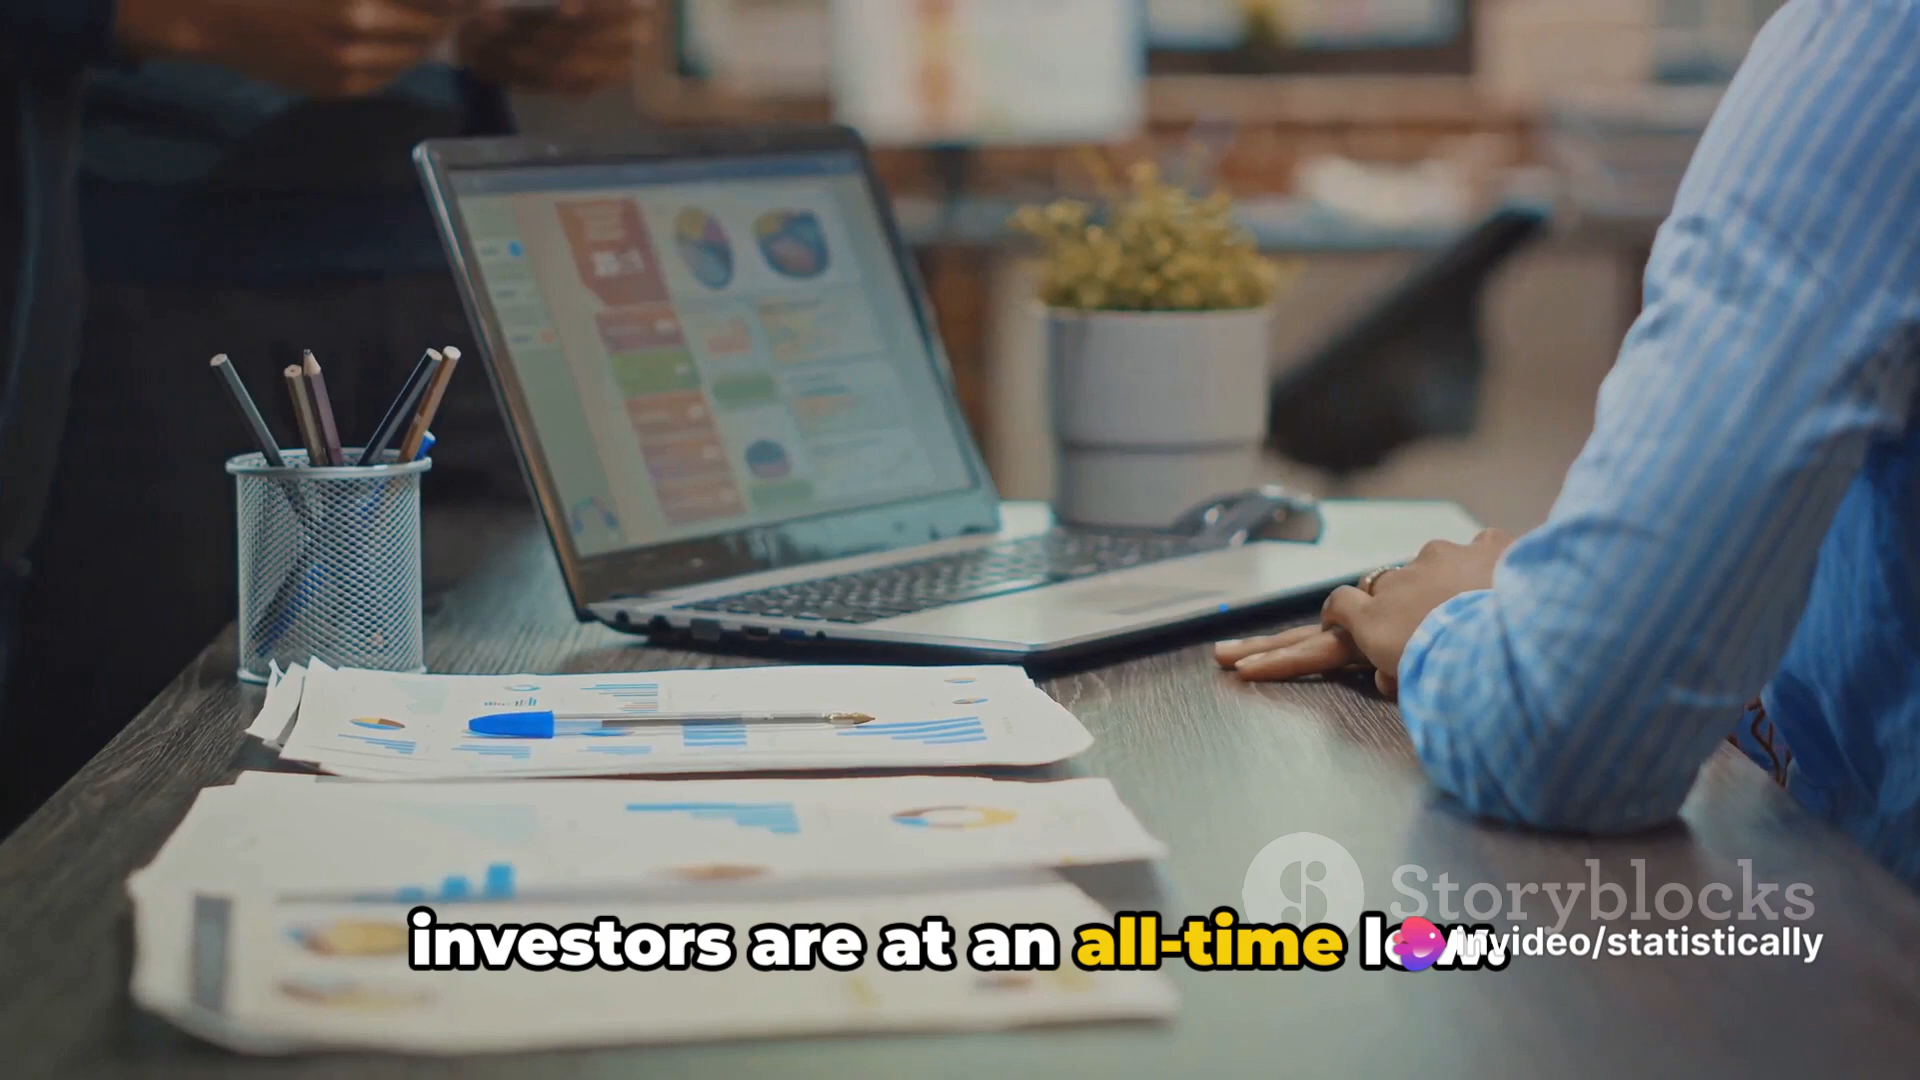 Storyblocks
investors are at an all-time low.
invideo/statistically